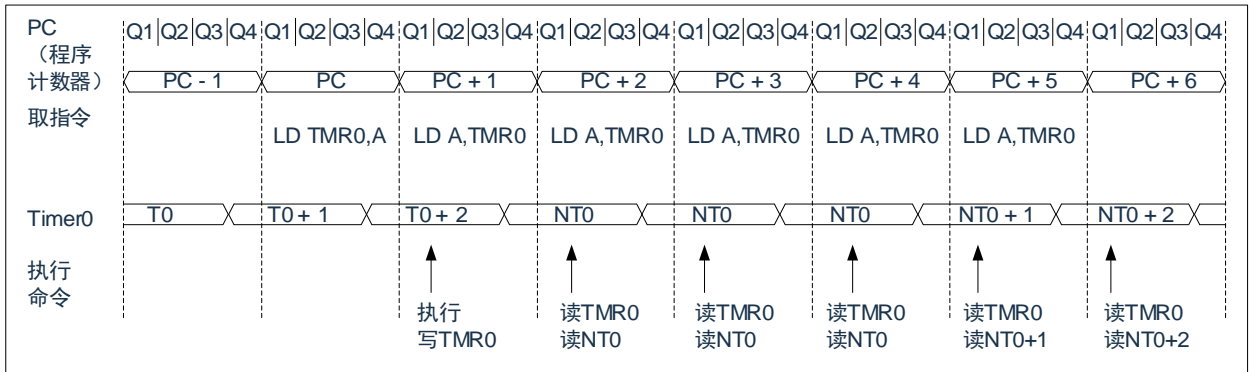 PC
（程序
计数器）
Q1 Q2 Q3 Q4 Q1 Q2 Q3 Q4 Q1 Q2 Q3 Q4 Q1 Q2 Q3 Q4 Q1 Q2 Q3 Q4 Q1 Q2 Q3 Q4 Q1 Q2 Q3 Q4 Q1 Q2 Q3 Q4
PC - 1 PC PC + 1 PC + 2 PC + 3 PC + 4 PC + 5 PC + 6
取指令
LD TMR0,A LD A,TMR0 LD A,TMR0 LD A,TMR0 LD A,TMR0 LD A,TMR0
Timer0 T0 T0 + 1 T0 + 2 NT0 NT0 NT0 NT0 + 1 NT0 + 2
执行
命令
执行 读TMR0 读TMR0 读TMR0 读TMR0 读TMR0
写TMR0 读NT0 读NT0 读NT0 读NT0+1 读NT0+2